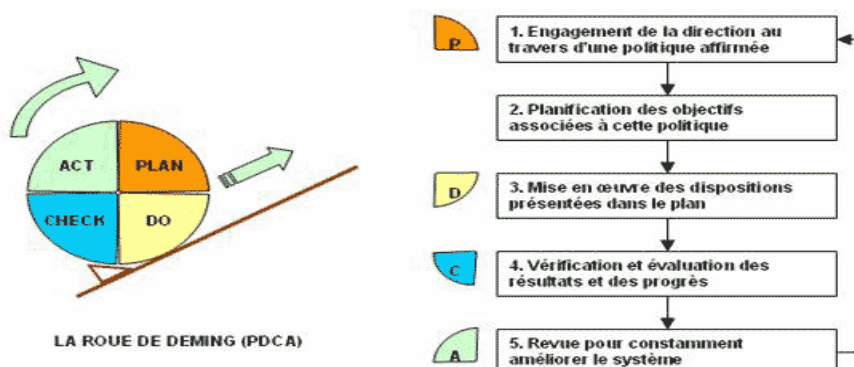 ACT PLAN
CHECK DO
LA ROUE DE DEMING (PDCA)
P
1. Engagement de la direction au
travers d'une politique affirmée
2. Planification des objectifs
associées à cette politique
D
3. Mise en œuvre des dispositions
présentées dans le plan
C
4. Vérification et évaluation des
résultats et des progrès
A
5. Revue pour constamment
améliorer le système